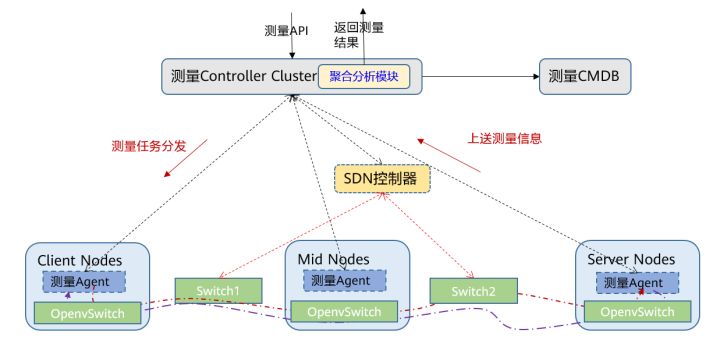 测量API
返回测量
结果
测量Controller Cluster
聚合分析模块
测量CMDB
测量任务分发
上送测量信息
SDN控制器
Client Nodes
测量Agent
OpenvSwitch
Switch1
Mid Nodes
测量Agent
OpenvSwitch
Switch2
Server Nodes
测量Agent
OpenvSwitch